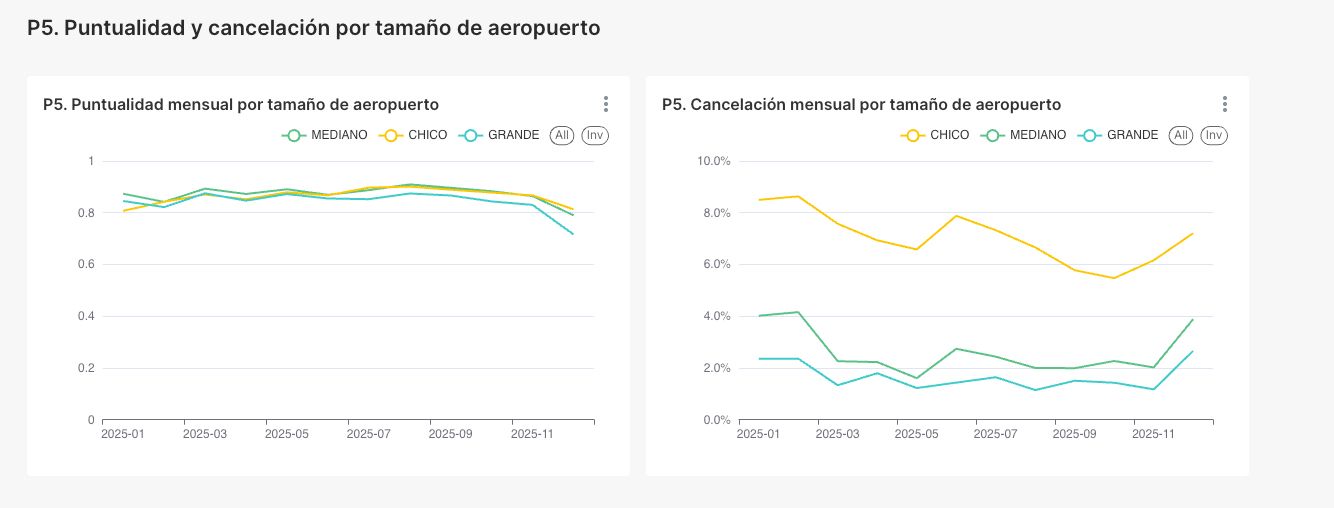 P5. Puntualidad y cancelación por tamaño de aeropuerto
P5. Puntualidad mensual por tamaño de aeropuerto
MEDIANO CHICO GRANDE All Inv
1
0.8
0.6
0.4
0.2
0
2025-01 2025-03 2025-05 2025-07 2025-09 2025-11
P5. Cancelación mensual por tamaño de aeropuerto
CHICO MEDIANO GRANDE All Inv
10.0%
8.0%
6.0%
4.0%
2.0%
0.0%
2025-01 2025-03 2025-05 2025-07 2025-09 2025-11